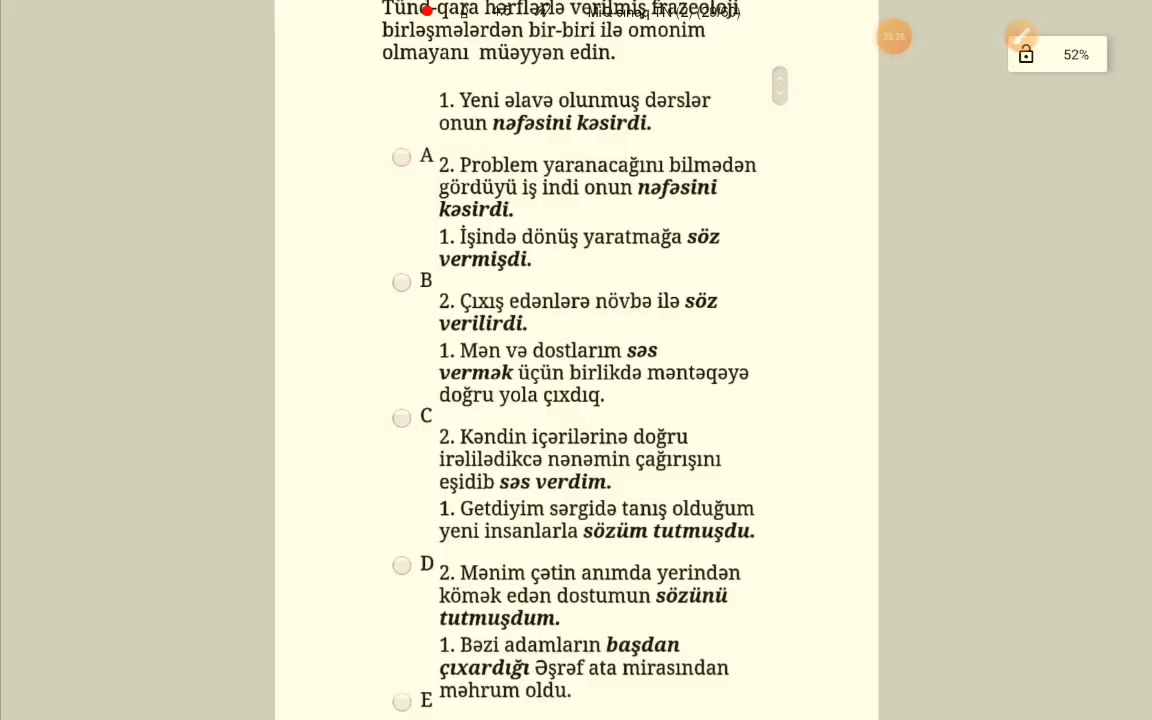 Tünd-qara hərflərlə verilmiş frazeoloji
birləşmələrdən bir-biri ilə omonim
olmayanı müəyyən edin.
35:25
52%
1. Yeni əlavə olunmuş dərslər
onun nəfəsini kəsirdi.
A
2. Problem yaranacağını bilmədən
gördüyü iş indi onun nəfəsini
kəsirdi.
1. İşində dönüş yaratmağa söz
vermişdi.
B
2. Çıxış edənlərə növbə ilə söz
verilirdi.
1. Mən və dostlarım səs
vermək üçün birlikdə məntəqəyə
doğru yola çıxdıq.
C
2. Kəndin içərilərinə doğru
irəlilədikcə nənəmin çağırışını
eşidib səs verdim.
1. Getdiyim sərgidə tanış olduğum
yeni insanlarla sözüm tutmuşdu.
D
2. Mənim çətin anımda yerindən
kömək edən dostumun sözünü
tutmuşdum.
1. Bəzi adamların başdan
çıxardığı Əşrəf ata mirasından
məhrum oldu.
E